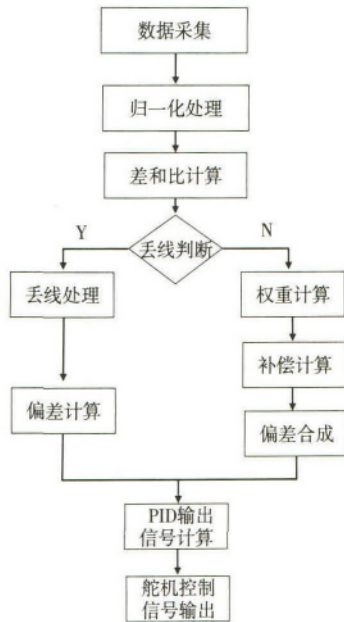 数据采集
归一化处理
差和比计算
Y
丢线判断
N
丢线处理
权重计算
补偿计算
偏差计算
偏差合成
PID输出
信号计算
舵机控制
信号输出